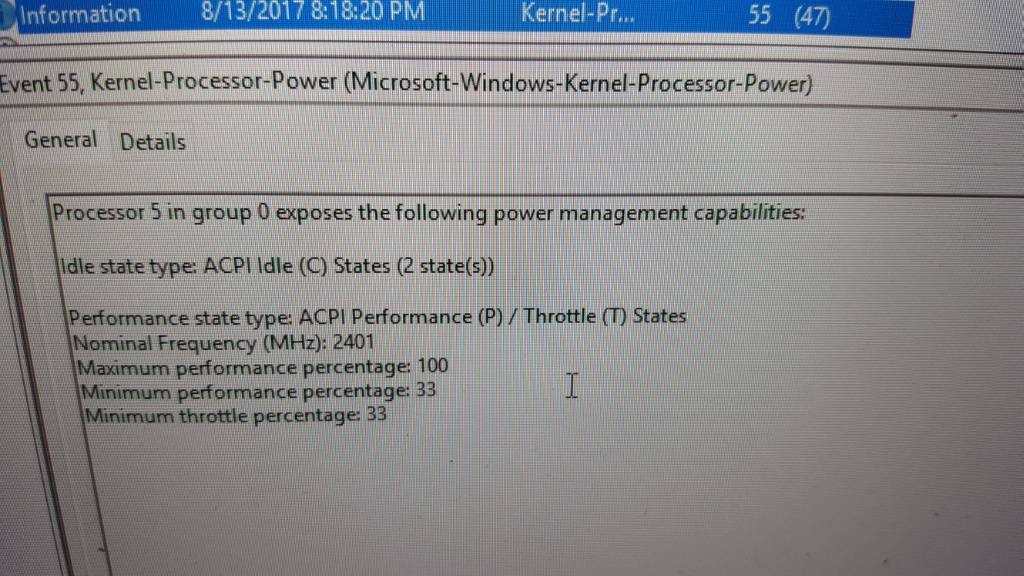 Information 8/13/2017 8:18:20 PM Kernel-Pr... 55 (47)
Event 55, Kernel-Processor-Power (Microsoft-Windows-Kernel-Processor-Power)
General Details
Processor 5 in group 0 exposes the following power management capabilities:
Idle state type: ACPI Idle (C) States (2 state(s))
Performance state type: ACPI Performance (P) / Throttle (T) States
Nominal Frequency (MHz): 2401
Maximum performance percentage: 100
Minimum performance percentage: 33
Minimum throttle percentage: 33